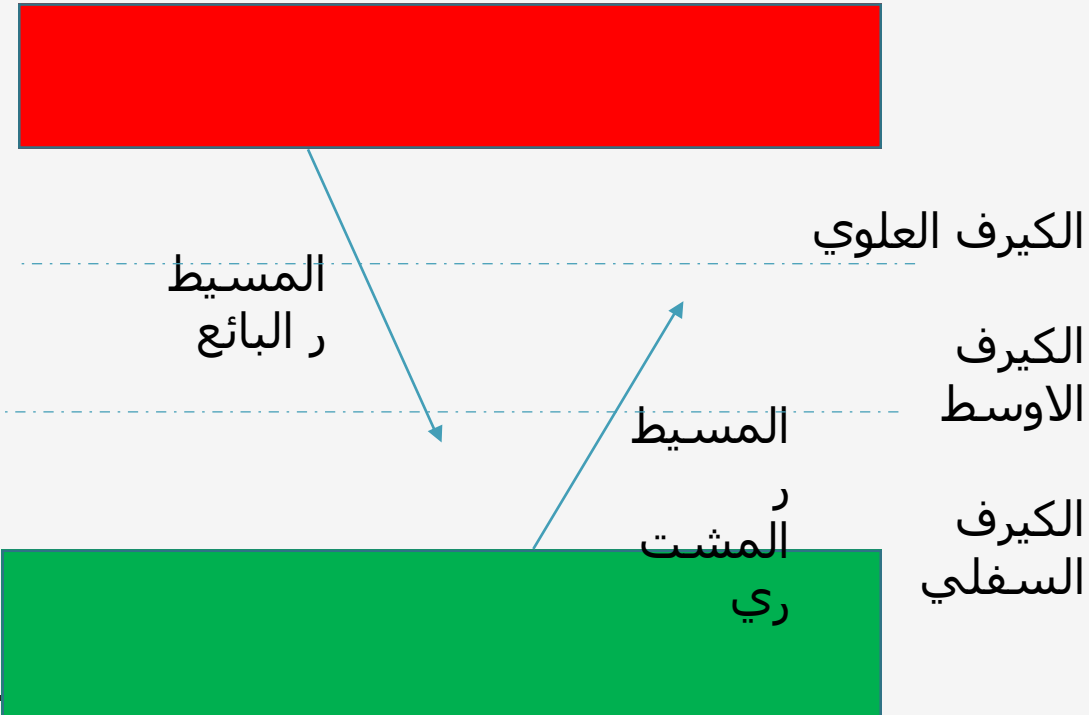 الكيرف العلوي
المسيط
ر البائع
الكيرف
الاوسط
المسيط
ر
المشت
ري
الكيرف
السفلي